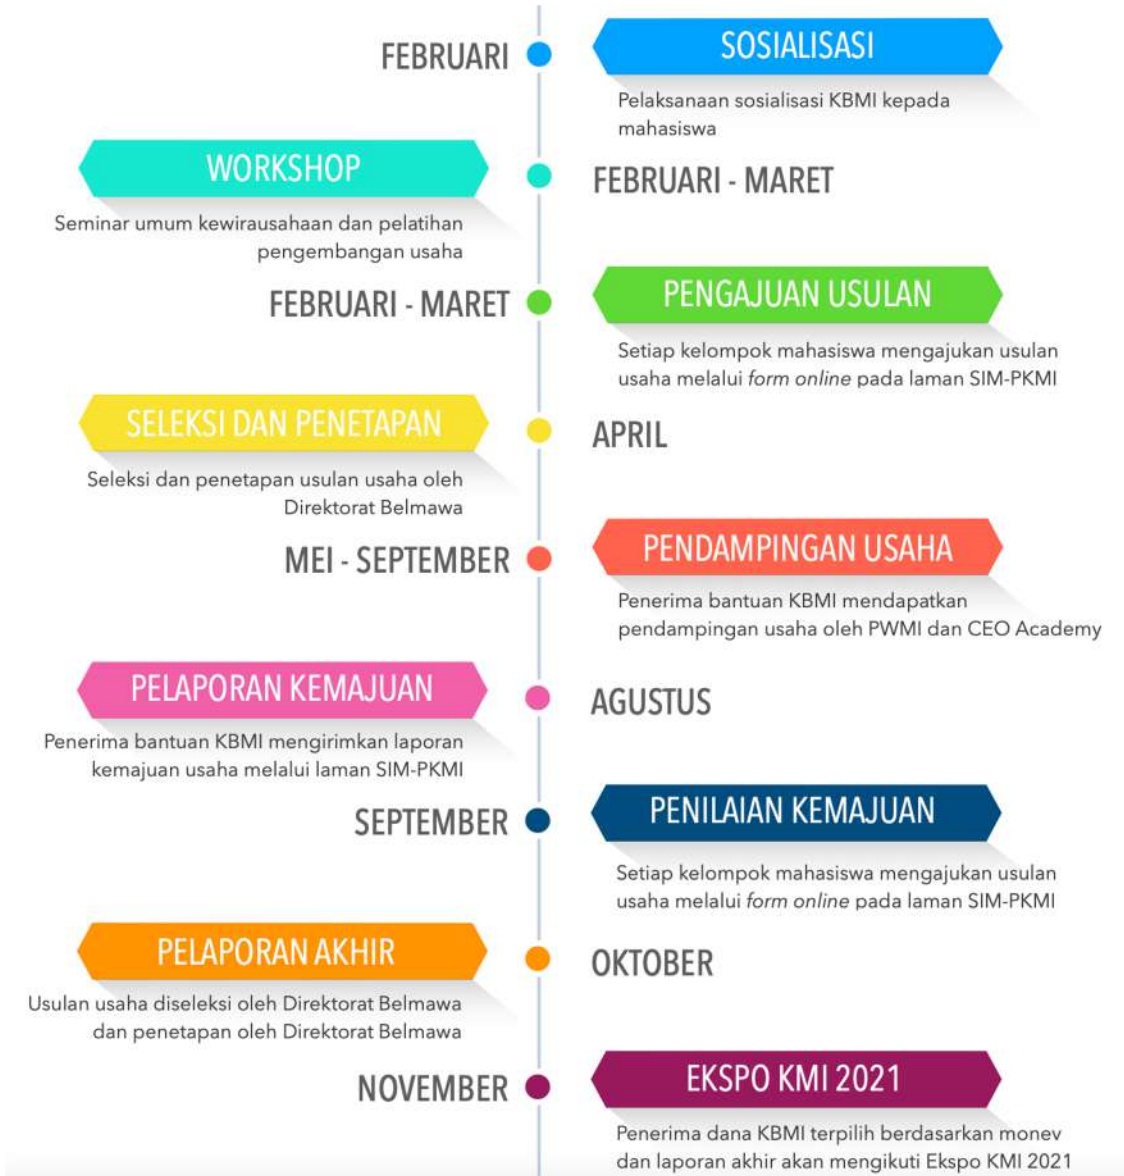 FEBRUARI
SOSIALISASI
Pelaksanaan sosialisasi KBMI kepada
mahasiswa
WORKSHOP
FEBRUARI - MARET
Seminar umum kewirausahaan dan pelatihan
pengembangan usaha
FEBRUARI - MARET
PENGAJUAN USULAN
Setiap kelompok mahasiswa mengajukan usulan
usaha melalui form online pada laman SIM-PKMI
SELEKSI DAN PENETAPAN
APRIL
Seleksi dan penetapan usulan usaha oleh
Direktorat Belmawa
MEI - SEPTEMBER
PENDAMPINGAN USAHA
Penerima bantuan KBMI mendapatkan
pendampingan usaha oleh PWMI dan CEO Academy
PELAPORAN KEMAJUAN
AGUSTUS
Penerima bantuan KBMI mengirimkan laporan
kemajuan usaha melalui laman SIM-PKMI
SEPTEMBER
PENILAIAN KEMAJUAN
Setiap kelompok mahasiswa mengajukan usulan
usaha melalui form online pada laman SIM-PKMI
PELAPORAN AKHIR
OKTOBER
Usulan usaha diseleksi oleh Direktorat Belmawa
dan penetapan oleh Direktorat Belmawa
NOVEMBER
EKSPO KMI 2021
Penerima dana KBMI terpilih berdasarkan monev
dan laporan akhir akan mengikuti Ekspo KMI 2021